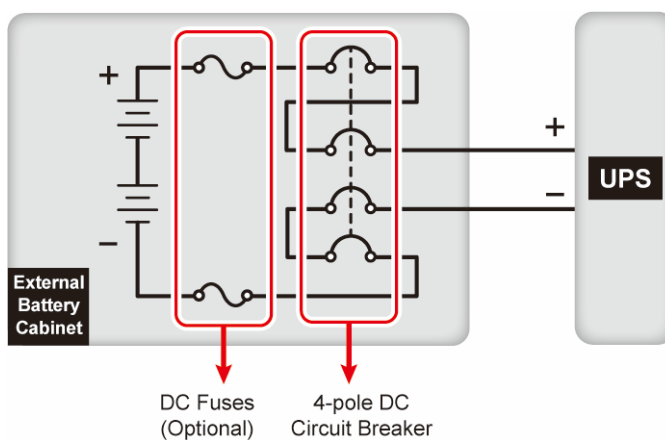 +
+
UPS
−
−
External
Battery
Cabinet
DC Fuses
(Optional)
4-pole DC
Circuit Breaker